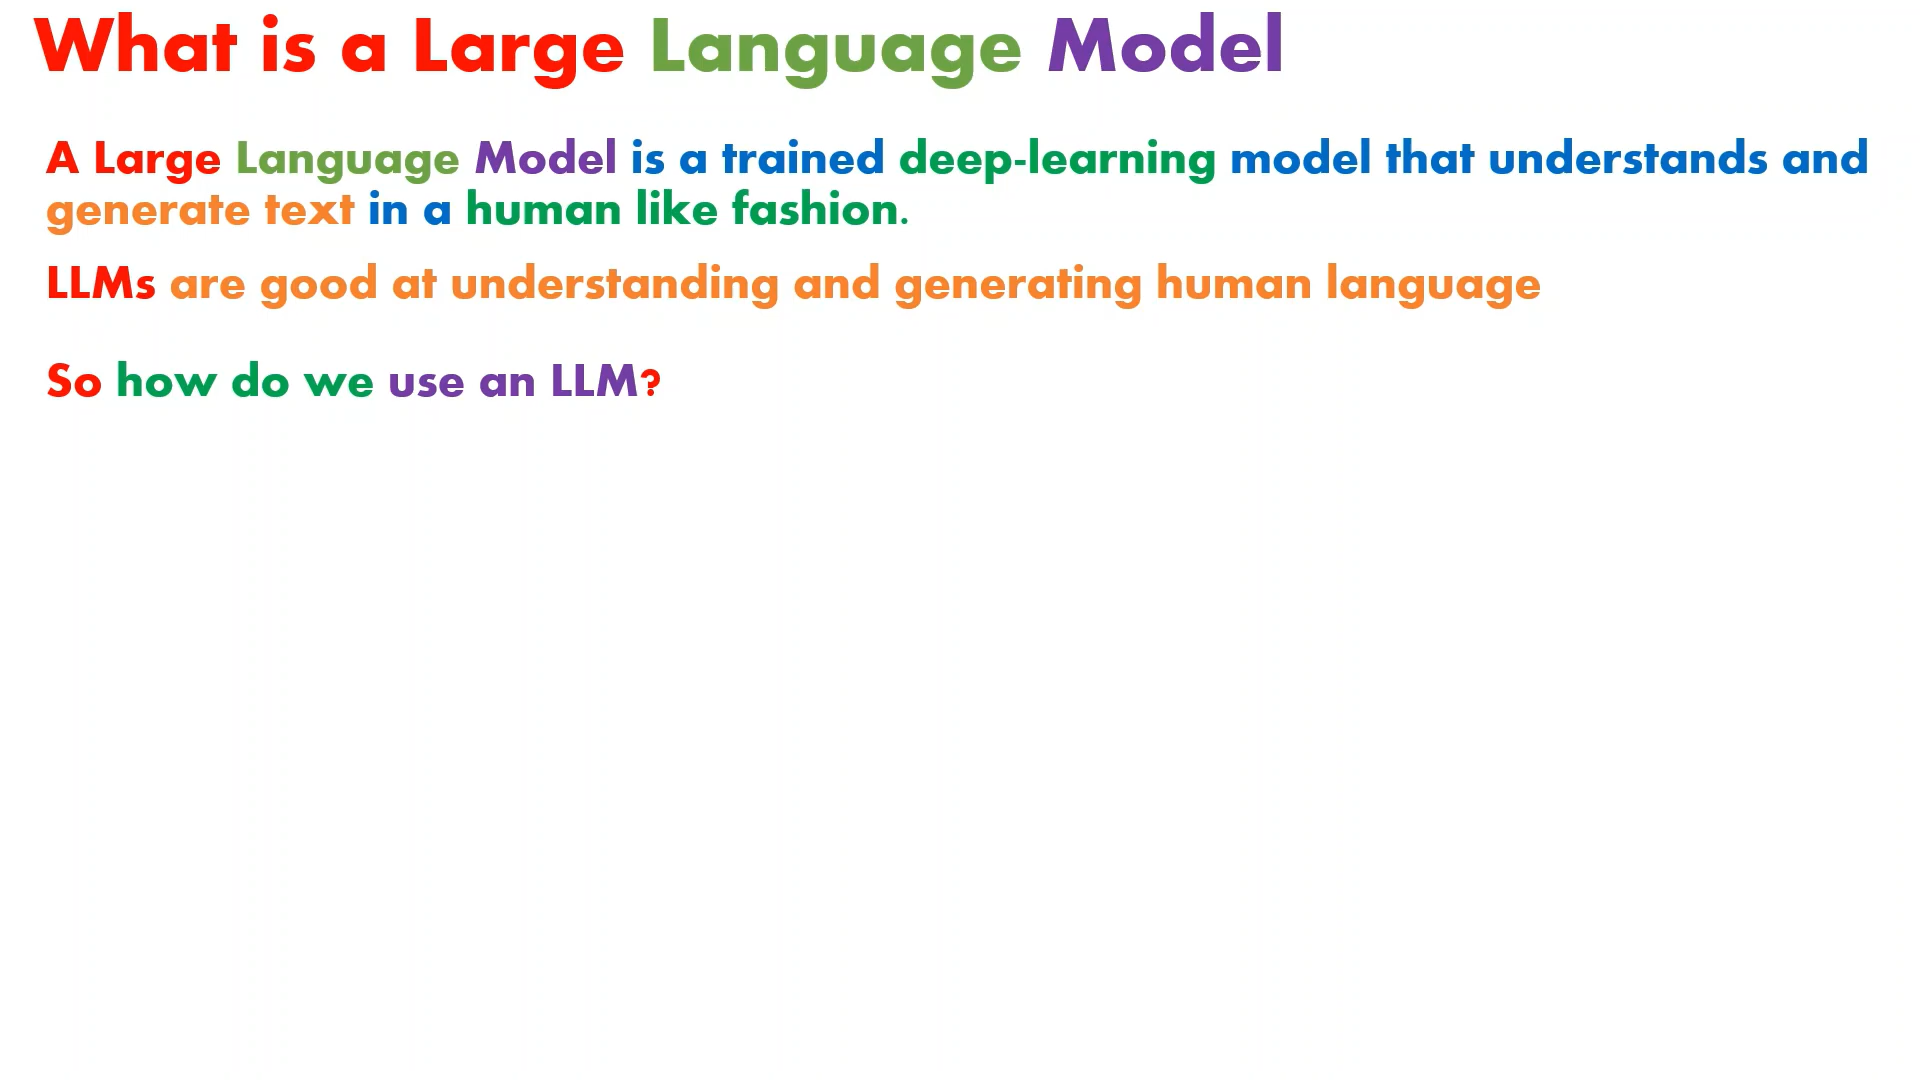 What is a Large Language Model
A Large Language Model is a trained deep-learning model that understands and
generate text in a human like fashion.
LLMs are good at understanding and generating human language
So how do we use an LLM?